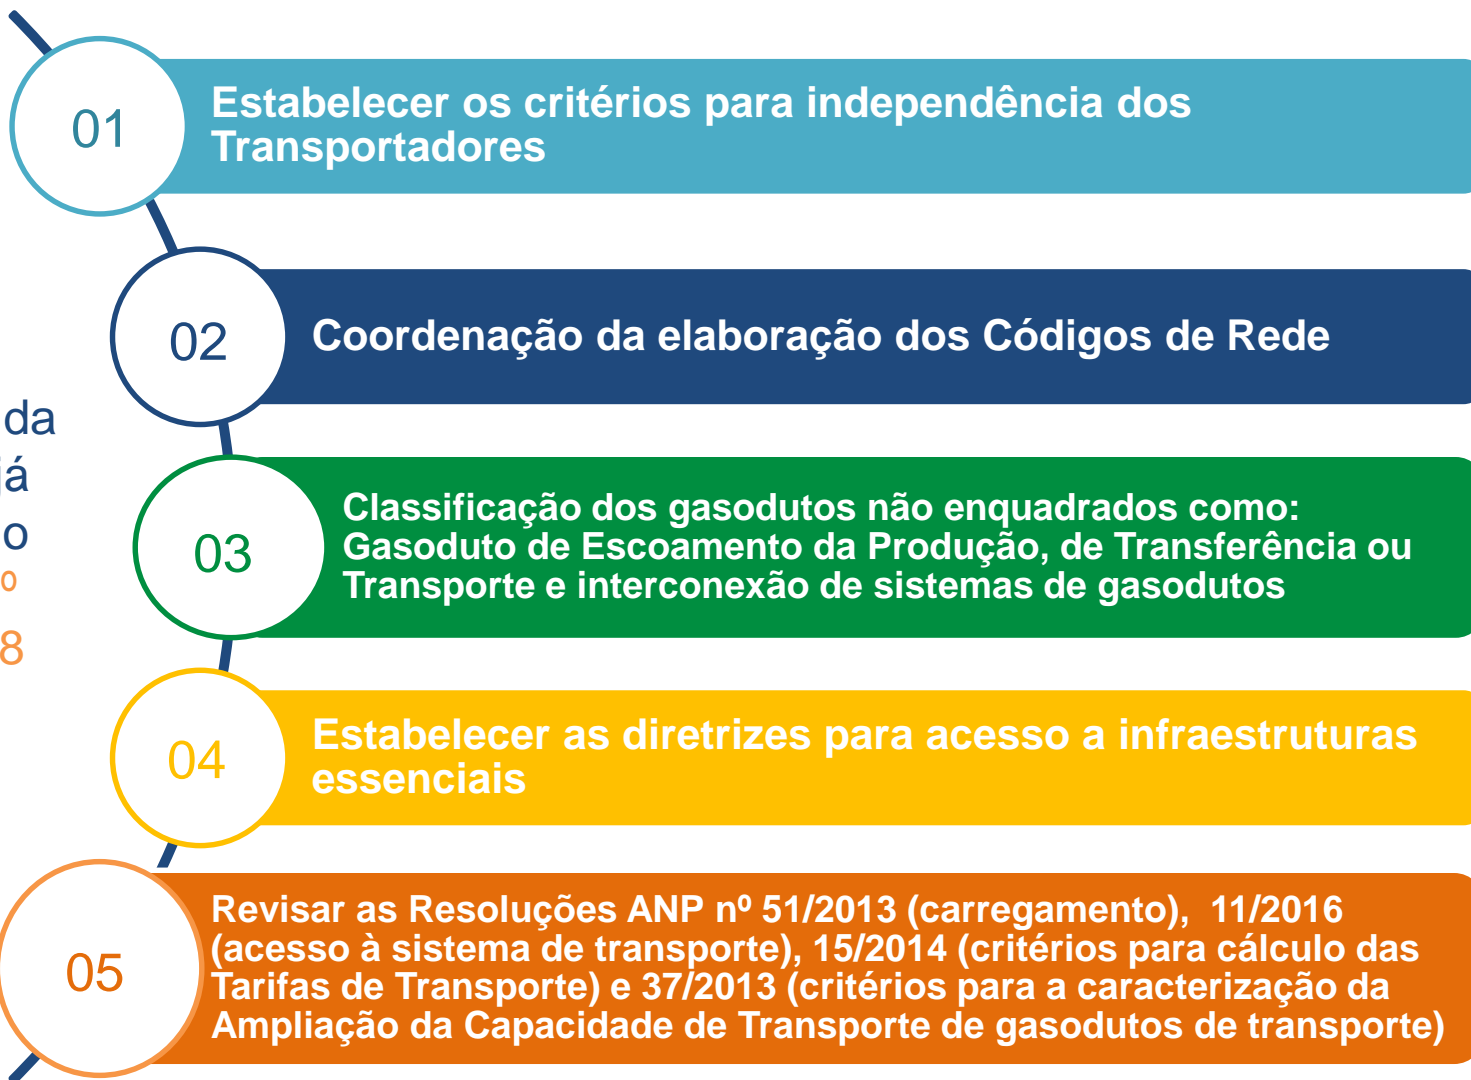 01
Estabelecer os critérios para independência dos
Transportadores
02
Coordenação da elaboração dos Códigos de Rede
da
já
o
º
8
03
Classificação dos gasodutos não enquadrados como:
Gasoduto de Escoamento da Produção, de Transferência ou
Transporte e interconexão de sistemas de gasodutos
04
Estabelecer as diretrizes para acesso a infraestruturas
essenciais
05
Revisar as Resoluções ANP nº 51/2013 (carregamento), 11/2016
(acesso à sistema de transporte), 15/2014 (critérios para cálculo das
Tarifas de Transporte) e 37/2013 (critérios para a caracterização da
Ampliação da Capacidade de Transporte de gasodutos de transporte)